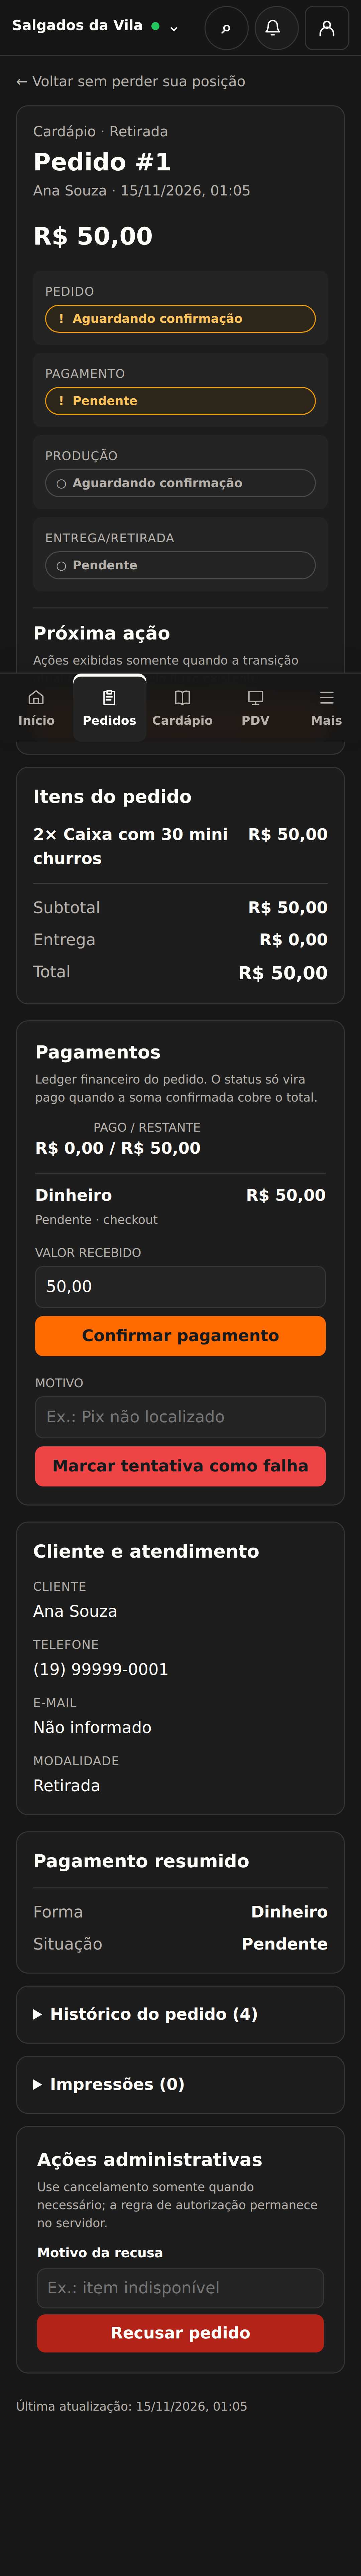 Salgados da Vila
← Voltar sem perder sua posição
Cardápio · Retirada
Pedido #1
Ana Souza · 15/11/2026, 01:05
R$ 50,00
PEDIDO
! Aguardando confirmação
PAGAMENTO
! Pendente
PRODUÇÃO
○ Aguardando confirmação
ENTREGA/RETIRADA
○ Pendente
Próxima ação
Ações exibidas somente quando a transição
Início Pedidos Cardápio PDV Mais
Itens do pedido
2× Caixa com 30 mini R$ 50,00
churros
Subtotal R$ 50,00
Entrega R$ 0,00
Total R$ 50,00
Pagamentos
Ledger financeiro do pedido. O status só vira
pago quando a soma confirmada cobre o total.
PAGO / RESTANTE
R$ 0,00 / R$ 50,00
Dinheiro R$ 50,00
Pendente · checkout
VALOR RECEBIDO
50,00
Confirmar pagamento
MOTIVO
Ex.: Pix não localizado
Marcar tentativa como falha
Cliente e atendimento
CLIENTE
Ana Souza
TELEFONE
(19) 99999-0001
E-MAIL
Não informado
MODALIDADE
Retirada
Pagamento resumido
Forma Dinheiro
Situação Pendente
▶ Histórico do pedido (4)
▶ Impressões (0)
Ações administrativas
Use cancelamento somente quando
necessário; a regra de autorização permanece
no servidor.
Motivo da recusa
Ex.: item indisponível
Recusar pedido
Última atualização: 15/11/2026, 01:05